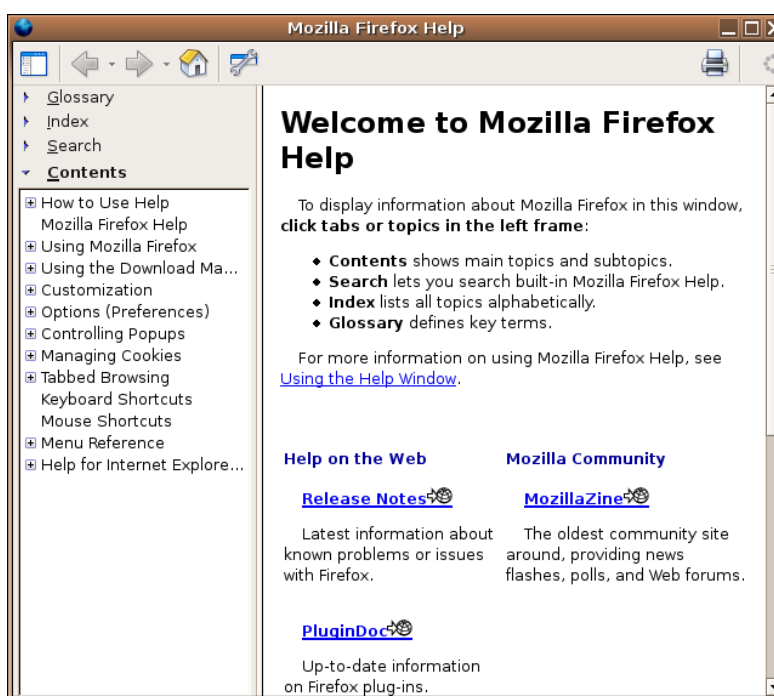 Mozilla Firefox Help
Glossary
Index
Search
Contents
How to Use Help
Mozilla Firefox Help
Using Mozilla Firefox
Using the Download Ma...
Customization
Options (Preferences)
Controlling Popups
Managing Cookies
Tabbed Browsing
Keyboard Shortcuts
Mouse Shortcuts
Menu Reference
Help for Internet Explore...
Welcome to Mozilla Firefox
Help
To display information about Mozilla Firefox in this window,
click tabs or topics in the left frame:
• Contents shows main topics and subtopics.
• Search lets you search built-in Mozilla Firefox Help.
• Index lists all topics alphabetically.
• Glossary defines key terms.
For more information on using Mozilla Firefox Help, see
Using the Help Window.
Help on the Web
Release Notes
Latest information about
known problems or issues
with Firefox.
PluginDoc
Up-to-date information
on Firefox plug-ins.
Mozilla Community
MozillaZine
The oldest community site
around, providing news
flashes, polls, and Web forums.